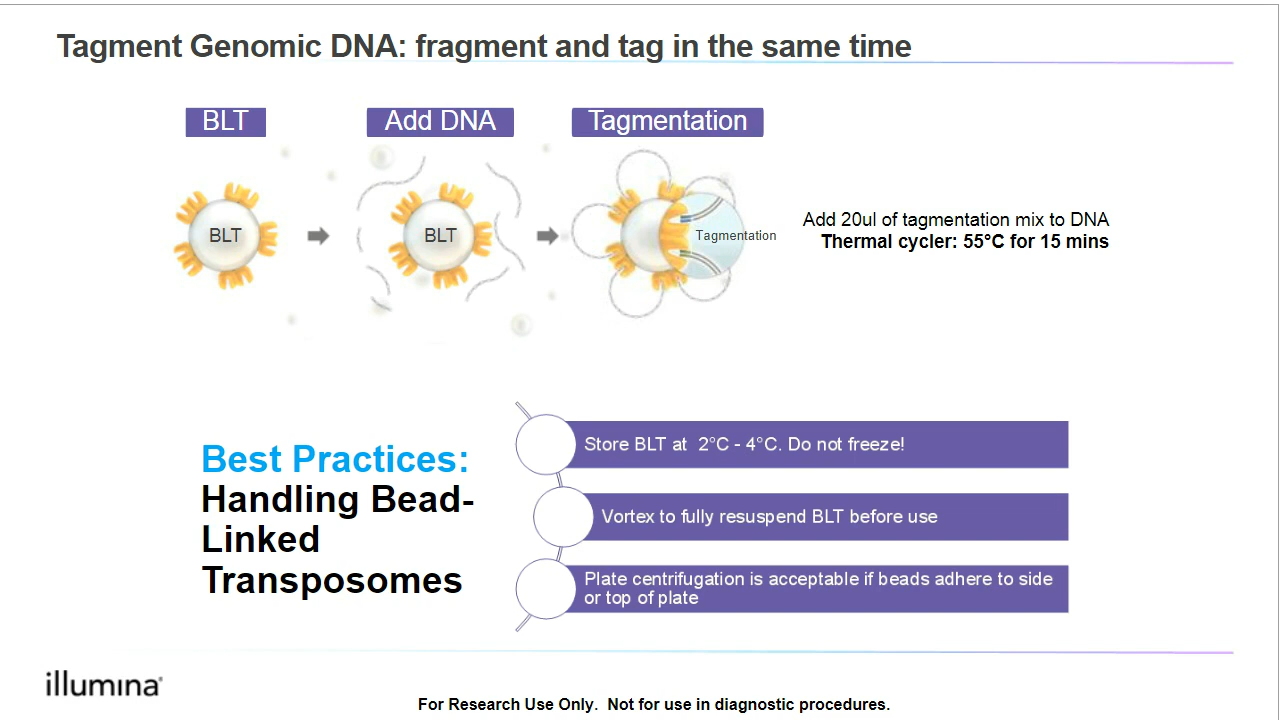 Tagment Genomic DNA: fragment and tag in the same time
BLT
Add DNA
Tagmentation
BLT
BLT
Tagmentation
Add 20ul of tagmentation mix to DNA
Thermal cycler: 55°C for 15 mins
Best Practices:
Handling Bead-
Linked
Transposomes
Store BLT at  2°C - 4°C. Do not freeze!
Vortex to fully resuspend BLT before use
Plate centrifugation is acceptable if beads adhere to side
or top of plate
illumina
For Research Use Only.  Not for use in diagnostic procedures.